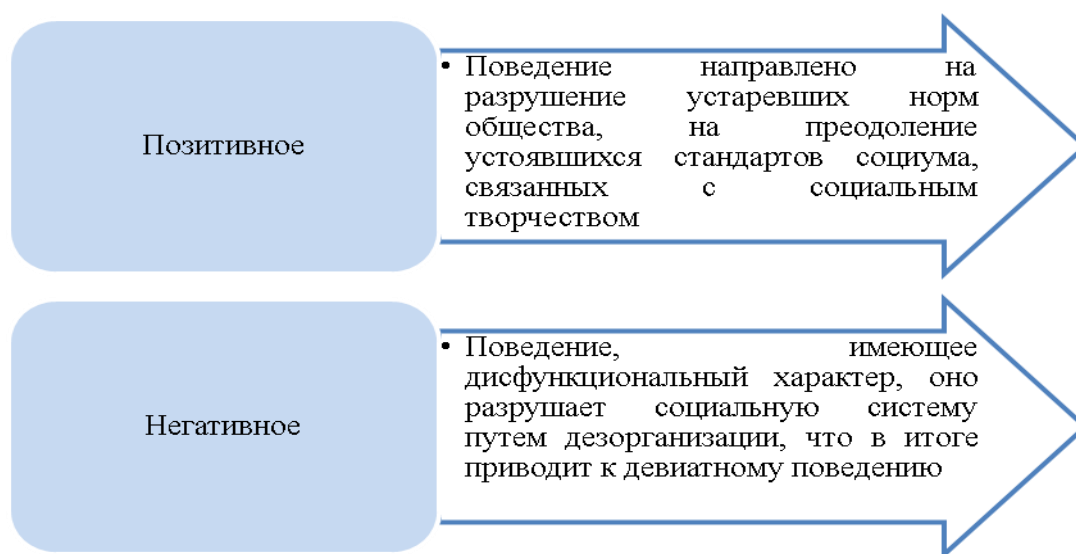 Позитивное
• Поведение направлено на
разрушение устаревших норм
общества, на преодоление
устоявшихся стандартов социума,
связанных с социальным
творчеством
Негативное
• Поведение, имеющее
дисфункциональный характер, оно
разрушает социальную систему
путем дезорганизации, что в итоге
приводит к девиатному поведению